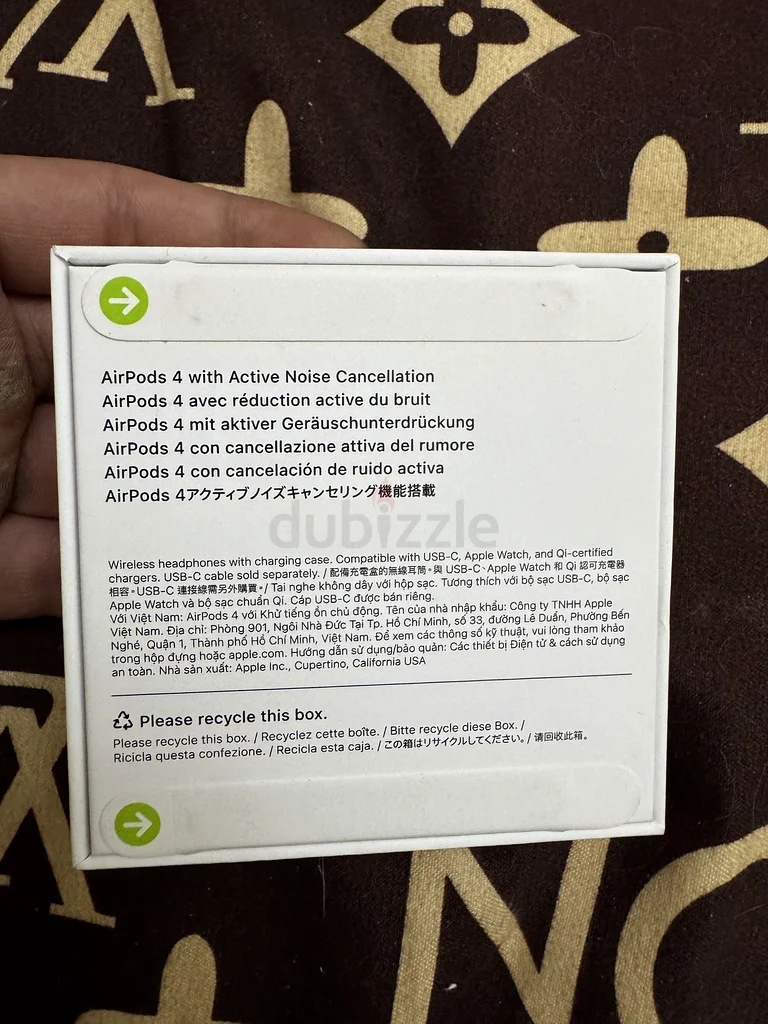 AirPods 4 with Active Noise Cancellation
AirPods 4 avec réduction active du bruit
AirPods 4 mit aktiver Geräuschunterdrückung
AirPods 4 con cancellazione attiva del rumore
AirPods 4 con cancelación de ruido activa
AirPods 4アクティブノイズキャンセリング機能搭載
dubizzle
Wireless headphones with charging case. Compatible with USB-C, Apple Watch, and Qi-certified
chargers. USB-C cable sold separately. / 配備充電盒的無線耳筒。與 USB-C、Apple Watch 和 Qi 認可充電器
相容。USB-C 連接線需另外購買。/ Tai nghe không dây với hộp sạc. Tương thích với bộ sạc USB-C, bộ sạc
Apple Watch và bộ sạc chuẩn Qi. Cáp USB-C được bán riêng.
Với Việt Nam: AirPods 4 với Khử tiếng ồn chủ động. Tên của nhà nhập khẩu: Công ty TNHH Apple
Việt Nam. Địa chỉ: Phòng 901, Ngôi Nhà Đức Tại Tp. Hồ Chí Minh, số 33, đường Lê Duẩn, Phường Bến
Nghé, Quận 1, Thành phố Hồ Chí Minh, Việt Nam. Để xem các thông số kỹ thuật, vui lòng tham khảo
trong hộp đựng hoặc apple.com. Hướng dẫn sử dụng/bảo quản: Các thiết bị Điện tử & cách sử dụng
an toàn. Nhà sản xuất: Apple Inc., Cupertino, California USA
Please recycle this box.
Please recycle this box. / Recyclez cette boîte. / Bitte recycle diese Box. /
Ricicla questa confezione. / Recicla esta caja. / この箱はリサイクルしてください。/ 请回收此箱。